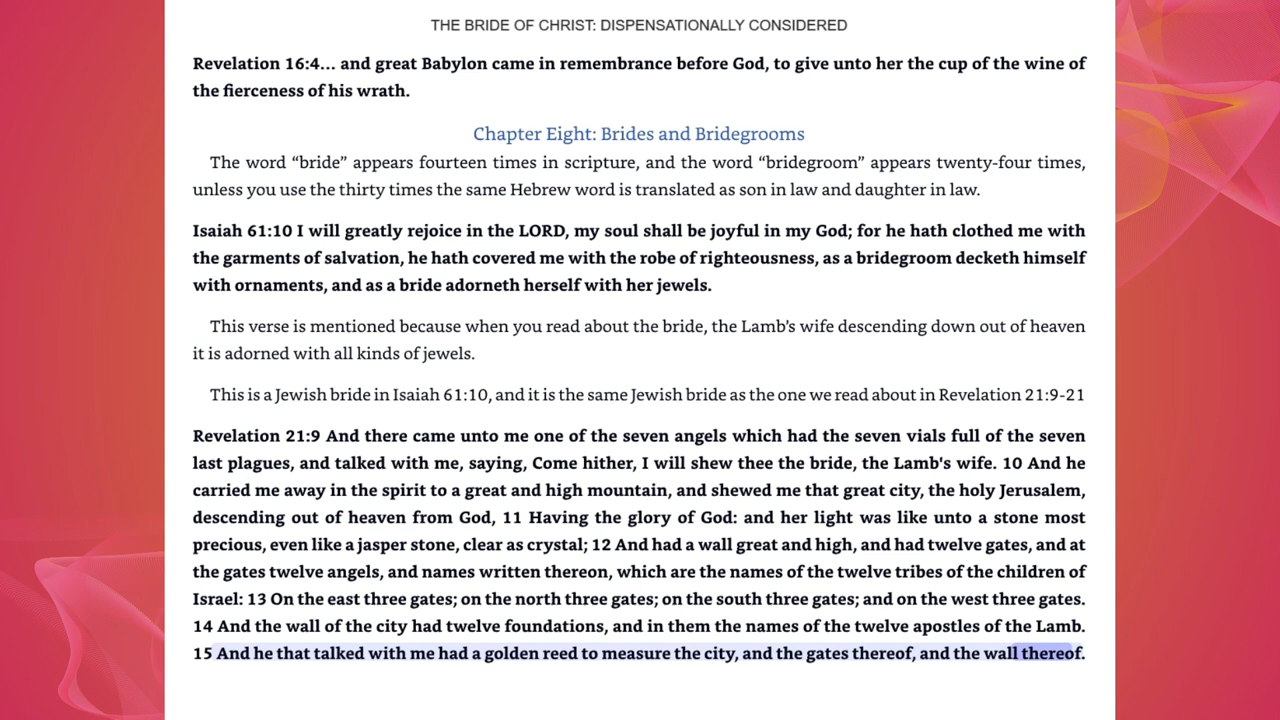 THE BRIDE OF CHRIST: DISPENSATIONALLY CONSIDERED
Revelation 16:4... and great Babylon came in remembrance before God, to give unto her the cup of the wine of
the fierceness of his wrath.
Chapter Eight: Brides and Bridegrooms
The word “bride” appears fourteen times in scripture, and the word “bridegroom” appears twenty-four times,
unless you use the thirty times the same Hebrew word is translated as son in law and daughter in law.
Isaiah 61:10 I will greatly rejoice in the LORD, my soul shall be joyful in my God; for he hath clothed me with
the garments of salvation, he hath covered me with the robe of righteousness, as a bridegroom decketh himself
with ornaments, and as a bride adorneth herself with her jewels.
This verse is mentioned because when you read about the bride, the Lamb’s wife descending down out of heaven
it is adorned with all kinds of jewels.
This is a Jewish bride in Isaiah 61:10, and it is the same Jewish bride as the one we read about in Revelation 21:9-21
Revelation 21:9 And there came unto me one of the seven angels which had the seven vials full of the seven
last plagues, and talked with me, saying, Come hither, I will shew thee the bride, the Lamb's wife. 10 And he
carried me away in the spirit to a great and high mountain, and shewed me that great city, the holy Jerusalem,
descending out of heaven from God, 11 Having the glory of God: and her light was like unto a stone most
precious, even like a jasper stone, clear as crystal; 12 And had a wall great and high, and had twelve gates, and at
the gates twelve angels, and names written thereon, which are the names of the twelve tribes of the children of
Israel: 13 On the east three gates; on the north three gates; on the south three gates; and on the west three gates.
14 And the wall of the city had twelve foundations, and in them the names of the twelve apostles of the Lamb.
15 And he that talked with me had a golden reed to measure the city, and the gates thereof, and the wall thereof.